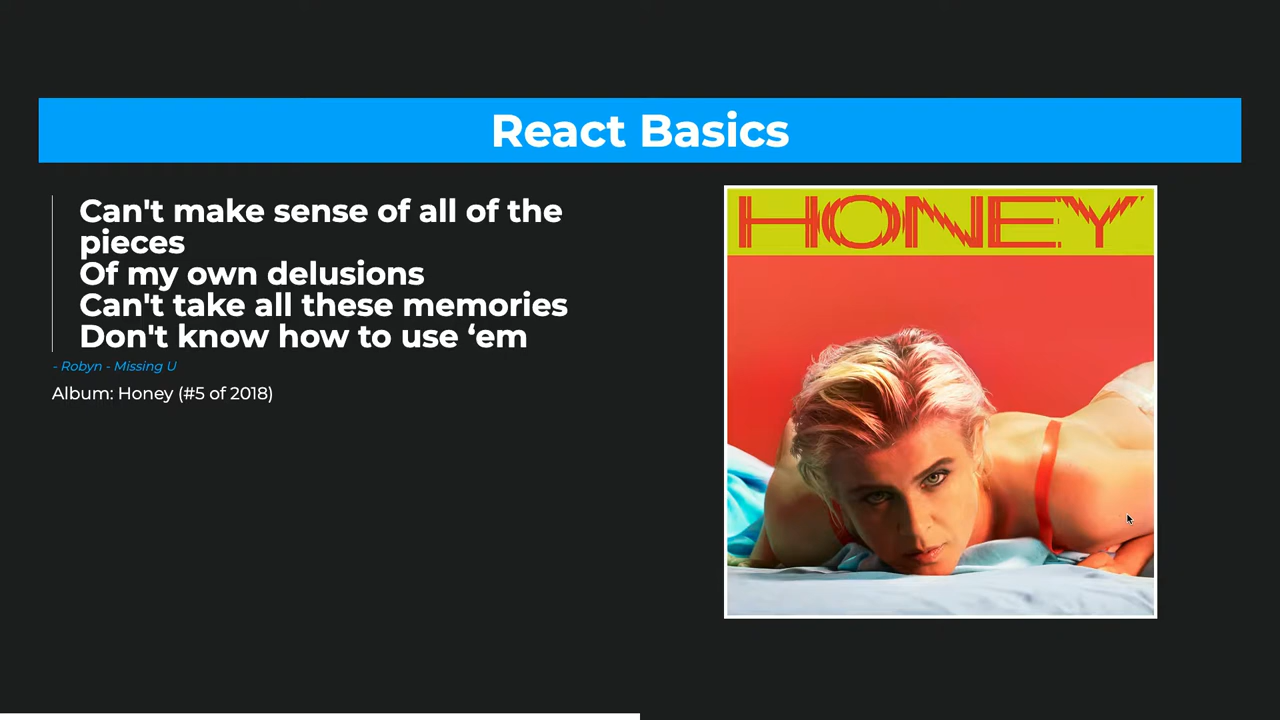 React Basics
Can't make sense of all of the
pieces
Of my own delusions
Can't take all these memories
Don't know how to use ‘em
- Robyn - Missing U
Album: Honey (#5 of 2018)
HONEY